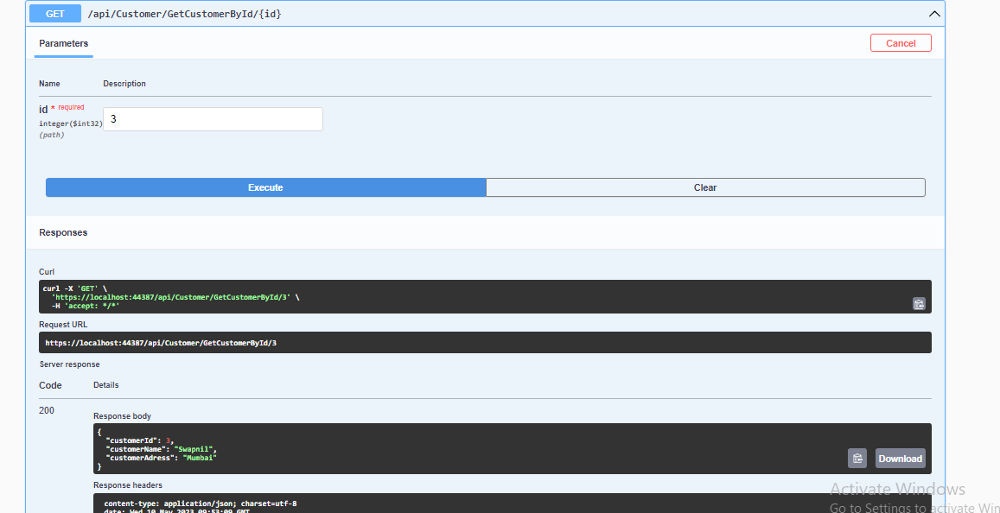 GET /api/Customer/GetCustomerById/{id}
Parameters
Cancel
Name Description
id * required
integer($int32)
(path)
3
Execute Clear
Responses
Curl
curl -X 'GET' \
'https://localhost:44387/api/Customer/GetCustomerById/3' \
-H 'accept: */*'
Request URL
https://localhost:44387/api/Customer/GetCustomerById/3
Server response
Code Details
200
Response body
{
"customerId": 3,
"customerName": "Swapnil",
"customerAdress": "Mumbai"
}
Download
Response headers
content-type: application/json; charset=utf-8
date: Wed 10 May 2023 09:53:09 GMT
Activate Windows
Go to Settings to activate Win